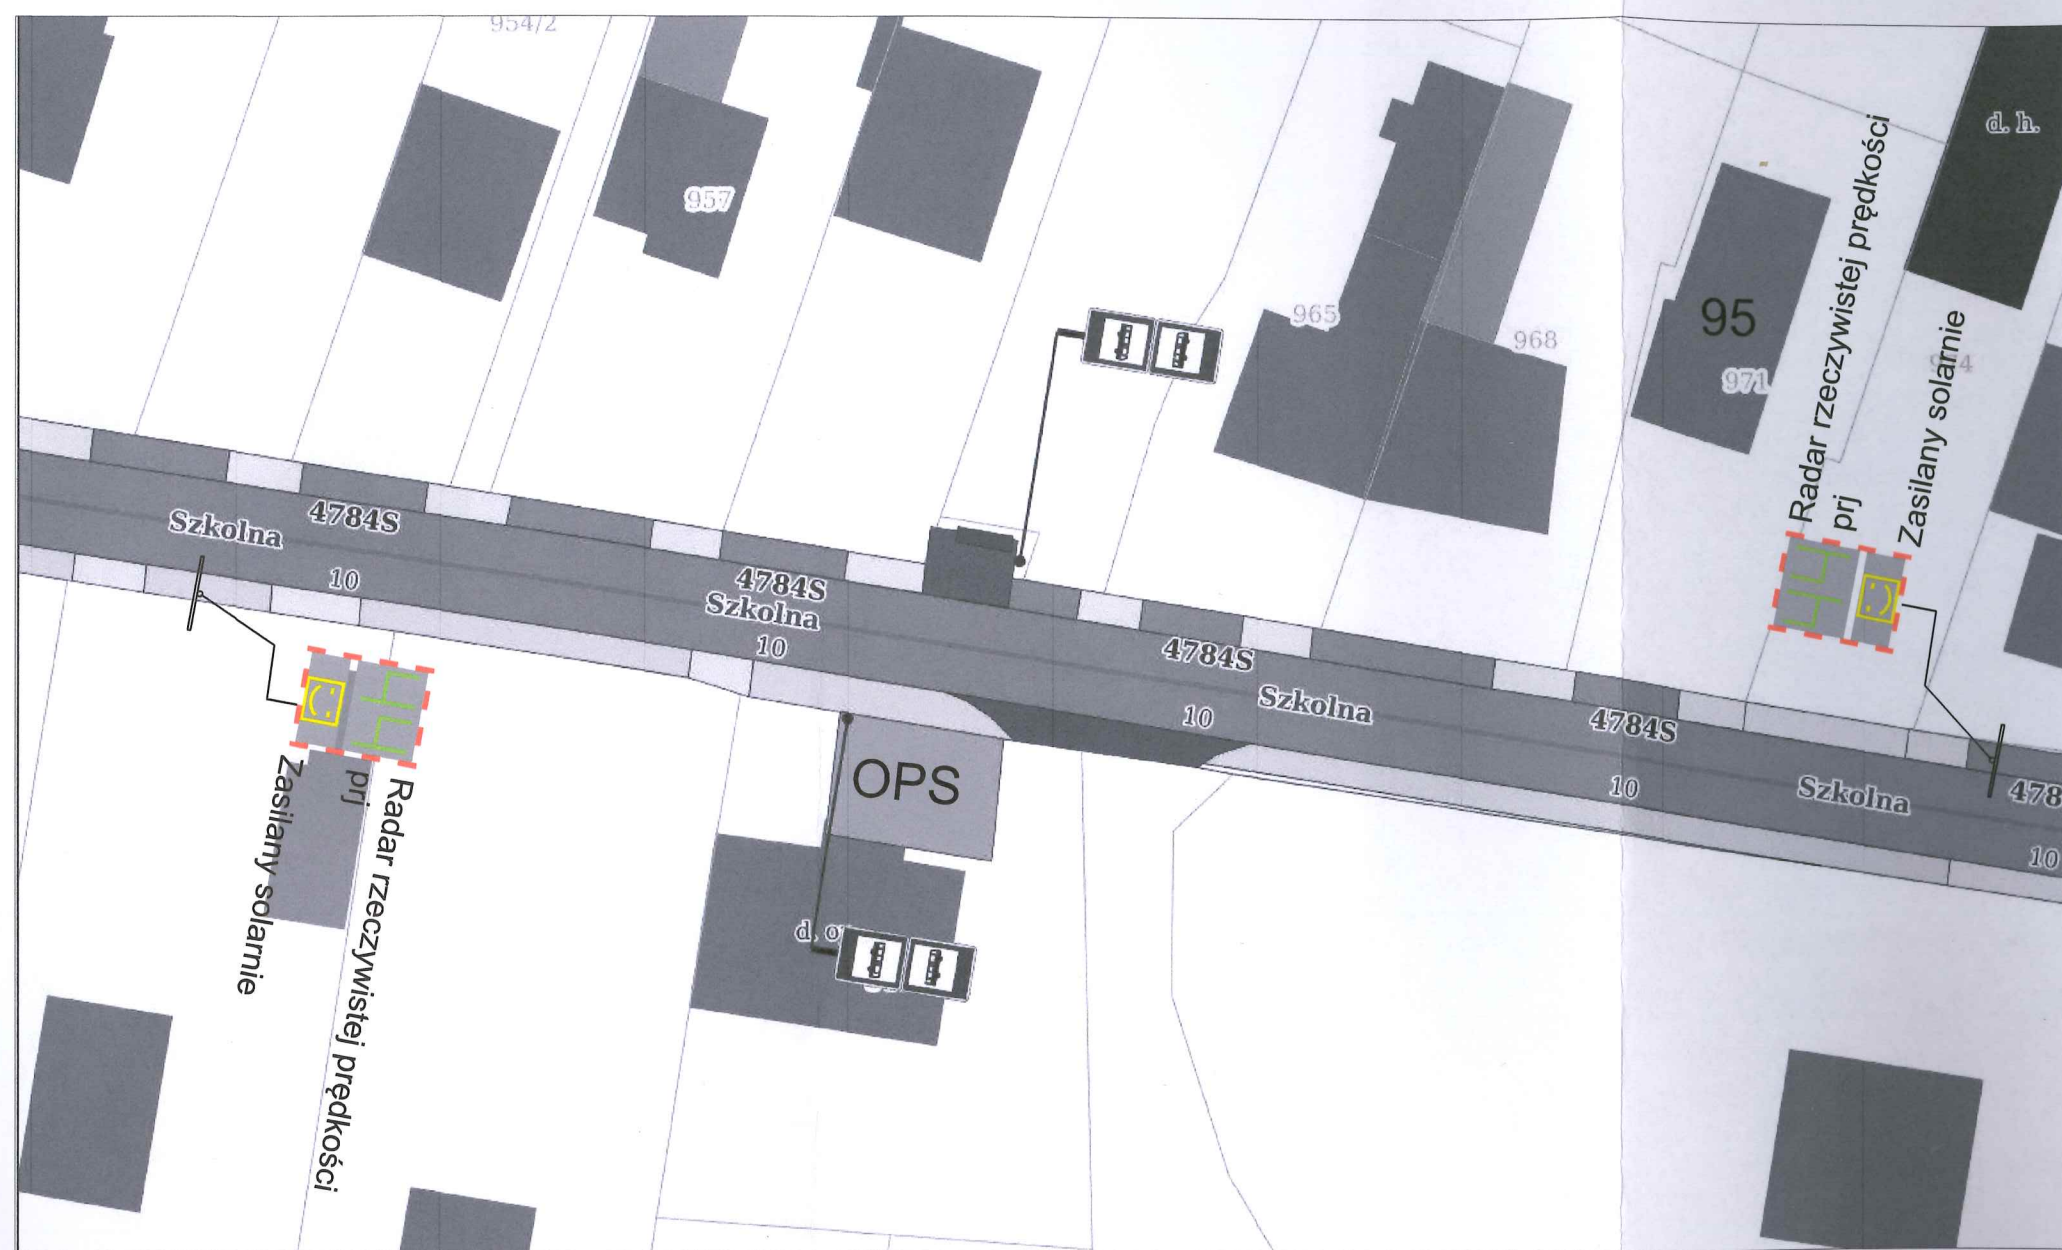 954/2
957
965
968
95
971
d. h.
Radar rzeczywistej prędkości
prj
Zasilany solarnie
4784S
Szkolna
10
4784S
Szkolna
10
4784S
Szkolna
10
4784S
Szkolna
10
478
10
OPS
Zasilany solarnie
prj
Radar rzeczywistej prędkości